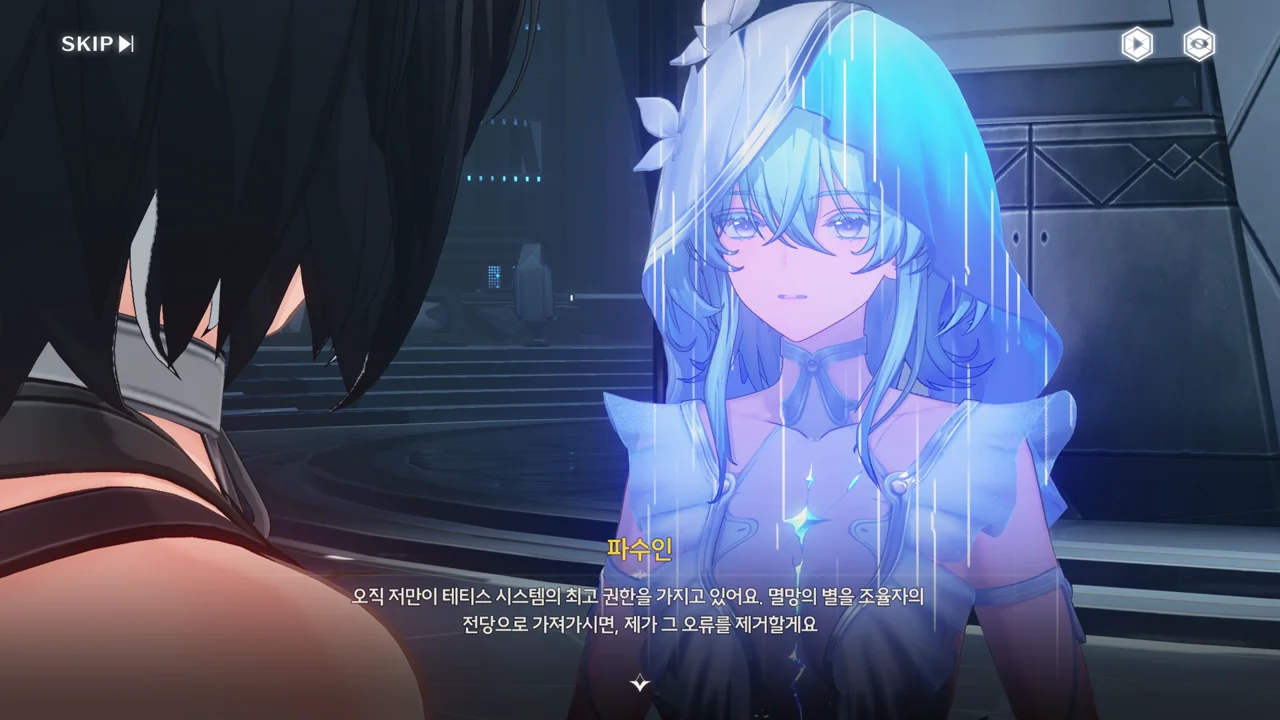 SKIP
파수인
오직 저만이 테티스 시스템의 최고 권한을 가지고 있어요. 멸망의 별을 조율자의
전당으로 가져가시면, 제가 그 오류를 제거할게요